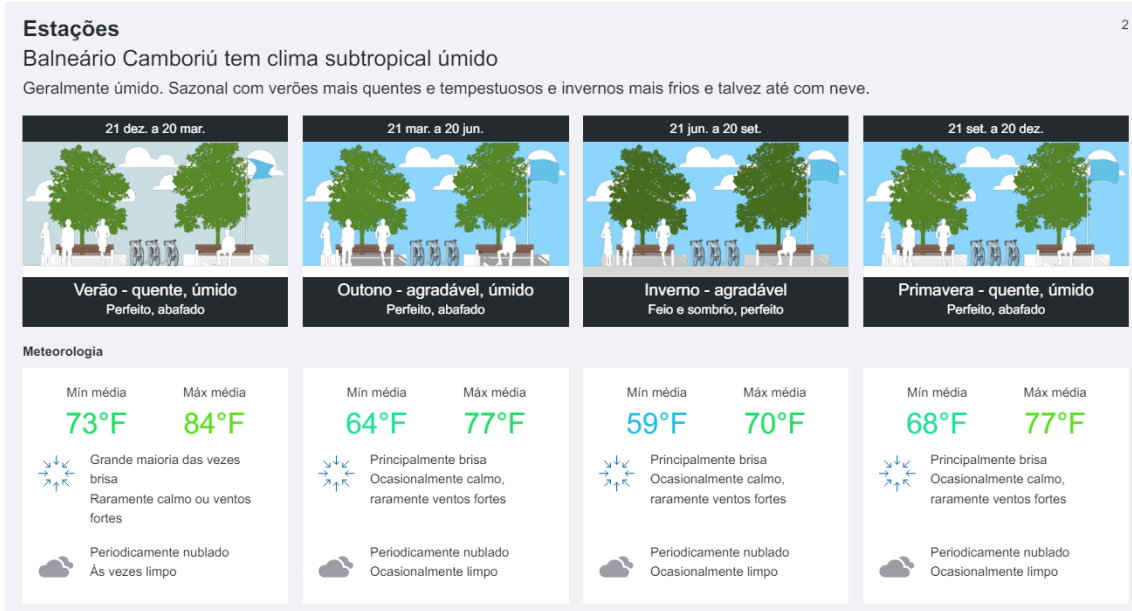 Estações
2
Balneário Camboriú tem clima subtropical úmido
Geralmente úmido. Sazonal com verões mais quentes e tempestuosos e invernos mais frios e talvez até com neve.
21 dez. a 20 mar.
Verão - quente, úmido
Perfeito, abafado
21 mar. a 20 jun.
Outono - agradável, úmido
Perfeito, abafado
21 jun. a 20 set.
Inverno - agradável
Feio e sombrio, perfeito
21 set. a 20 dez.
Primavera - quente, úmido
Perfeito, abafado
Meteorologia
Mín média Máx média
73°F 84°F
Grande maioria das vezes
brisa
Raramente calmo ou ventos
fortes
Periodicamente nublado
Às vezes limpo
Mín média Máx média
64°F 77°F
Principalmente brisa
Ocasionalmente calmo,
raramente ventos fortes
Periodicamente nublado
Ocasionalmente limpo
Mín média Máx média
59°F 70°F
Principalmente brisa
Ocasionalmente calmo,
raramente ventos fortes
Periodicamente nublado
Ocasionalmente limpo
Mín média Máx média
68°F 77°F
Principalmente brisa
Ocasionalmente calmo,
raramente ventos fortes
Periodicamente nublado
Ocasionalmente limpo